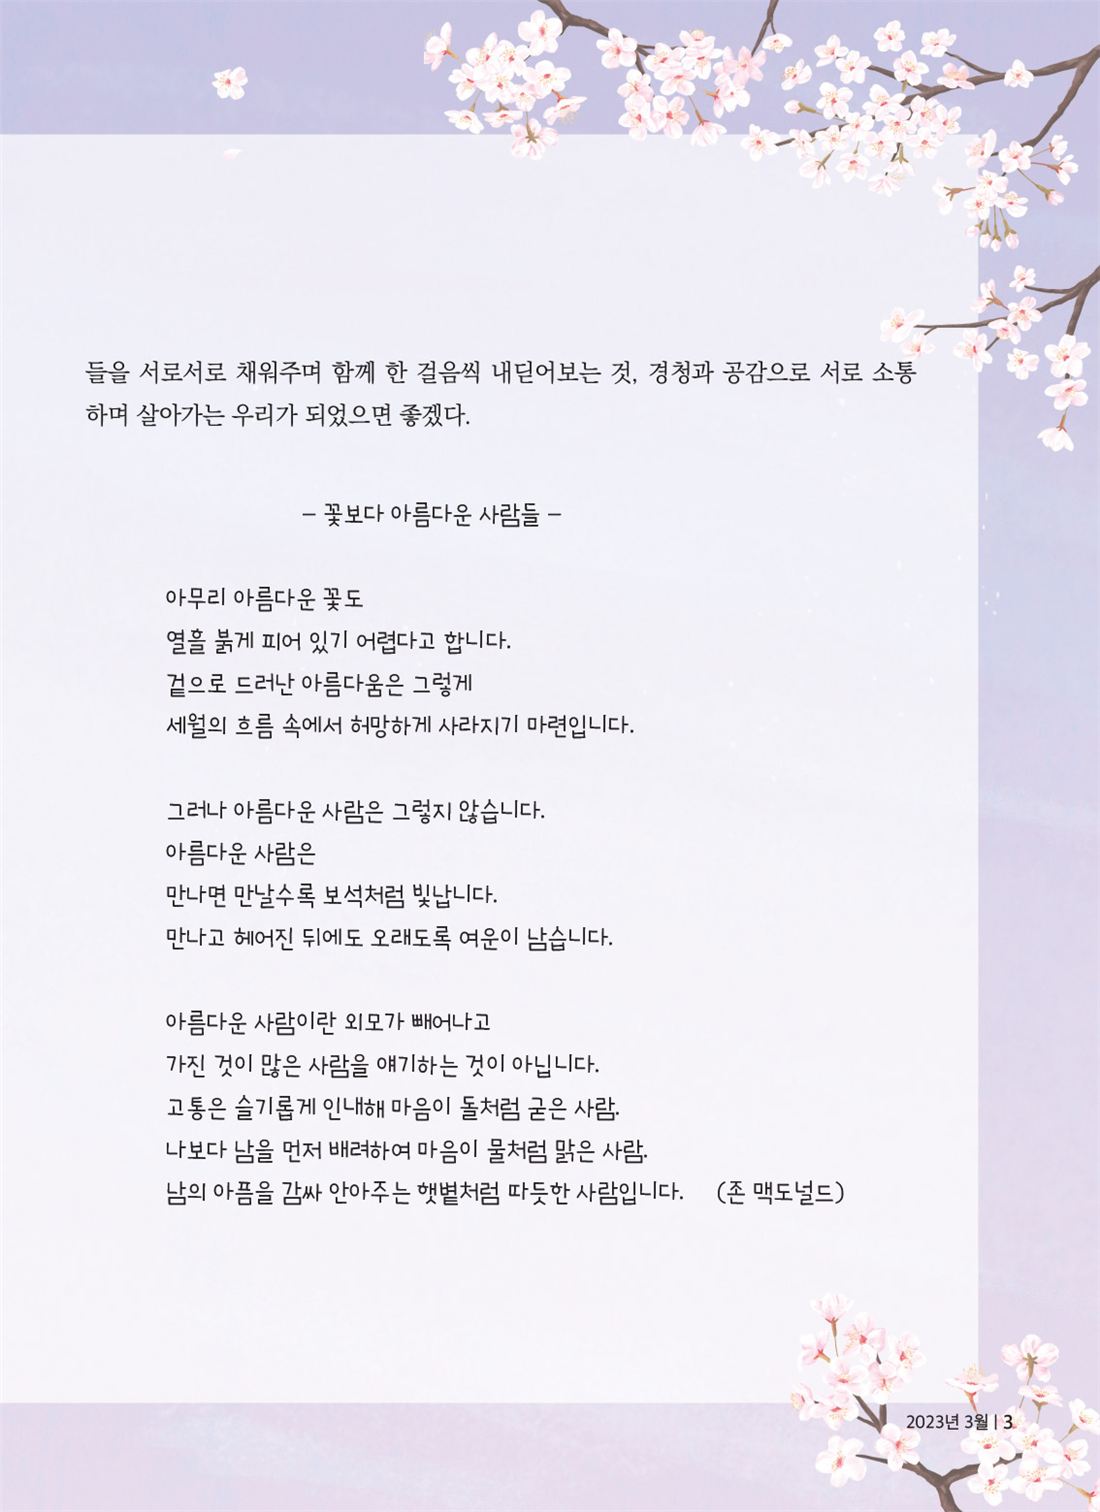 들을 서로서로 채워주며 함께 한 걸음씩 내딛어보는 것, 경청과 공감으로 서로 소통
하며 살아가는 우리가 되었으면 좋겠다.
– 꽃보다 아름다운 사람들 –
아무리 아름다운 꽃도
열흘 붉게 피어 있기 어렵다고 합니다.
겉으로 드러난 아름다움은 그렇게
세월의 흐름 속에서 허망하게 사라지기 마련입니다.
그러나 아름다운 사람은 그렇지 않습니다.
아름다운 사람은
만나면 만날수록 보석처럼 빛납니다.
만나고 헤어진 뒤에도 오래도록 여운이 남습니다.
아름다운 사람이란 외모가 빼어나고
가진 것이 많은 사람을 얘기하는 것이 아닙니다.
고통은 슬기롭게 인내해 마음이 돌처럼 굳은 사람.
나보다 남을 먼저 배려하여 마음이 물처럼 맑은 사람.
남의 아픔을 감싸 안아주는 햇볕처럼 따듯한 사람입니다. (존 맥도널드)
2023년 3월 | 3